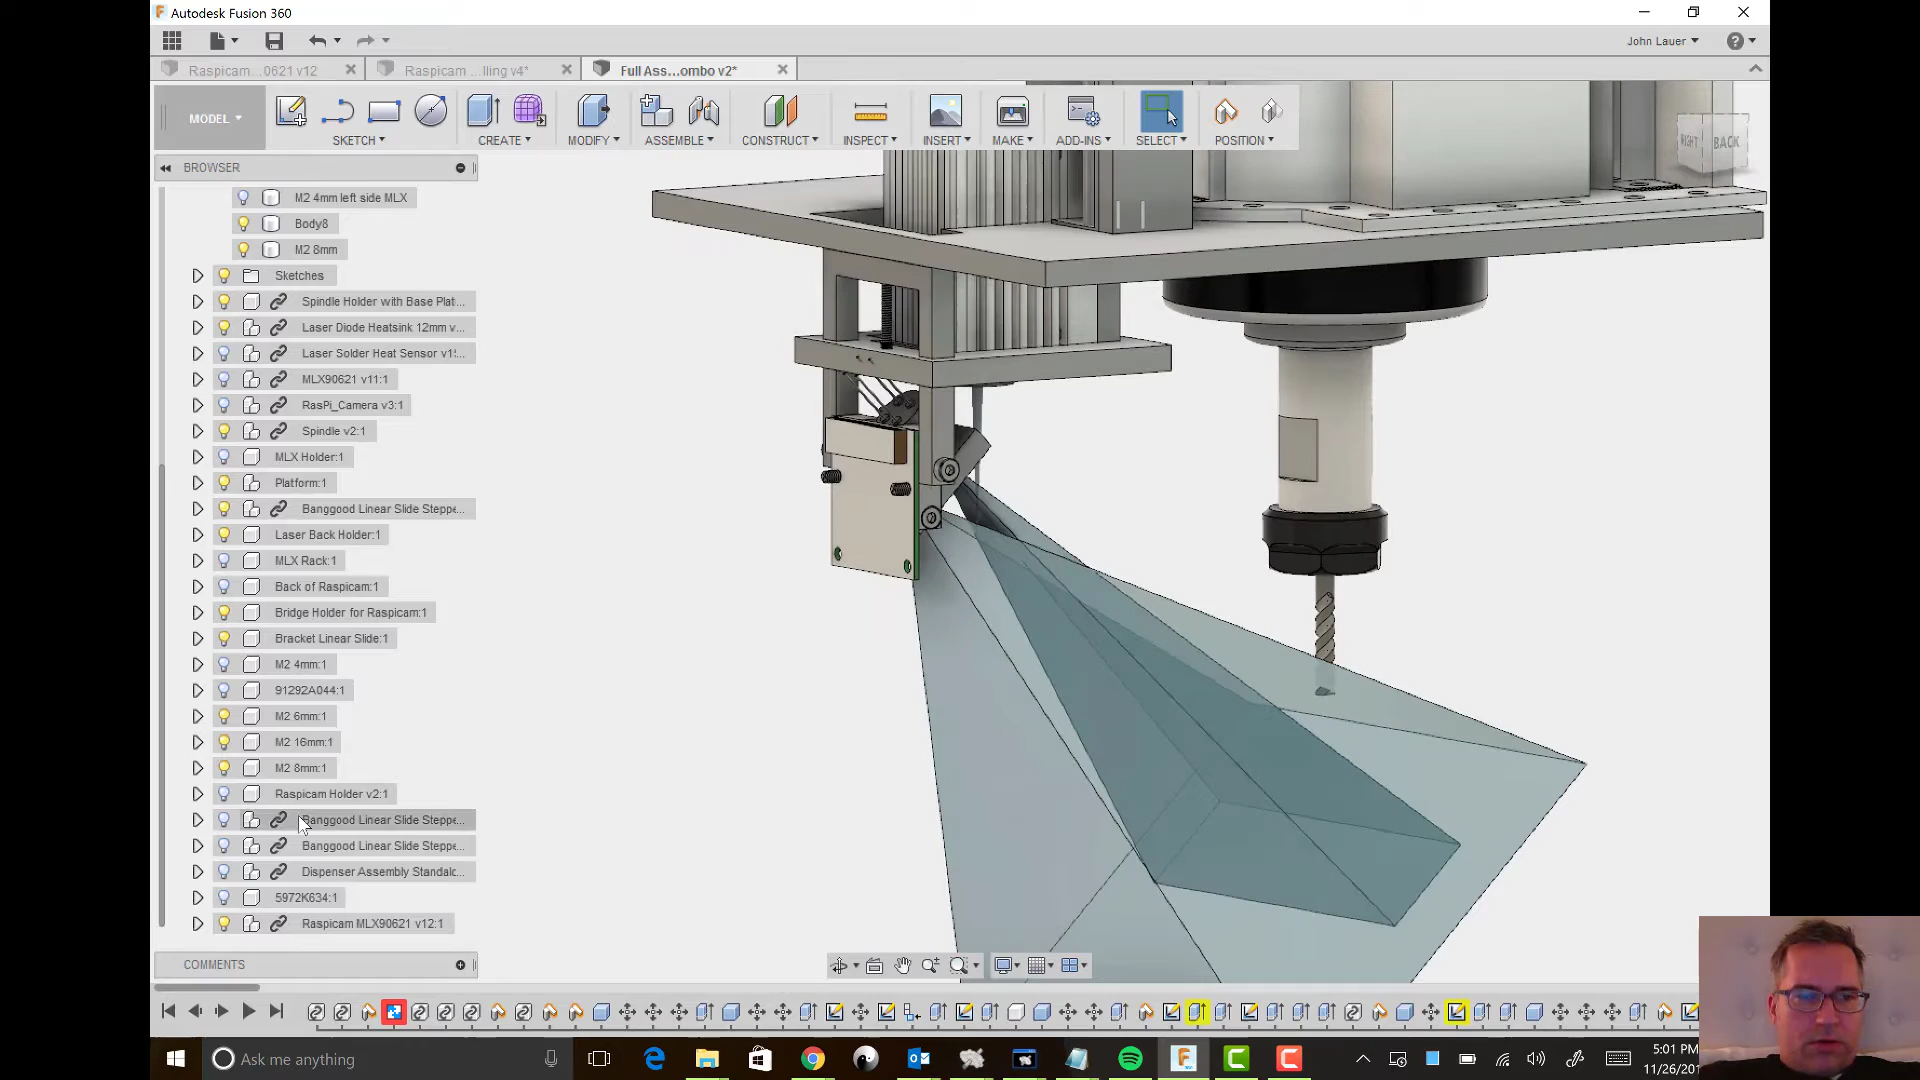 Autodesk Fusion 360
John Lauer
Raspicam...0621 v12
Raspicam ...lling v4*
Full Ass...ombo v2*
MODEL
SKETCH
CREATE
MODIFY
ASSEMBLE
CONSTRUCT
INSPECT
INSERT
MAKE
ADD-INS
SELECT
POSITION
RIGHT
BACK
BROWSER
M2 4mm left side MLX
Body8
M2 8mm
Sketches
Spindle Holder with Base Plat...
Laser Diode Heatsink 12mm v...
Laser Solder Heat Sensor v1...
MLX90621 v11:1
RasPi_Camera v3:1
Spindle v2:1
MLX Holder:1
Platform:1
Banggood Linear Slide Steppe...
Laser Back Holder:1
MLX Rack:1
Back of Raspicam:1
Bridge Holder for Raspicam:1
Bracket Linear Slide:1
M2 4mm:1
91292A044:1
M2 6mm:1
M2 16mm:1
M2 8mm:1
Raspicam Holder v2:1
Banggood Linear Slide Steppe...
Banggood Linear Slide Steppe...
Dispenser Assembly Standalo...
5972K634:1
Raspicam MLX90621 v12:1
COMMENTS
Ask me anything
5:01 PM
11/26/201